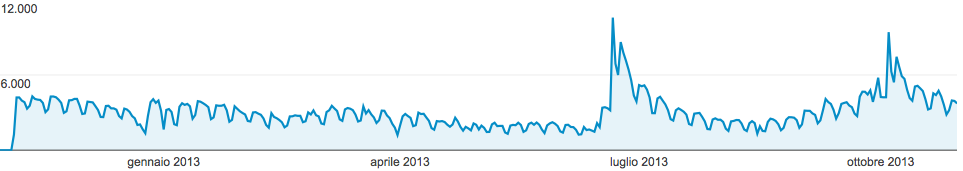 12.000
6.000
gennaio 2013
aprile 2013
luglio 2013
ottobre 2013